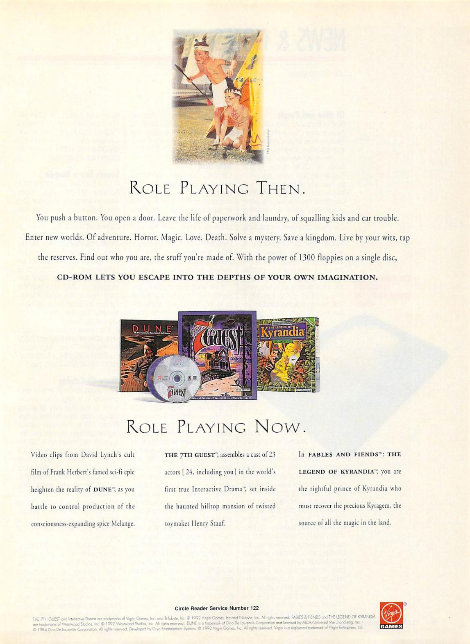 ROLE PLAYING THEN.
You push a button. You open a door. Leave the life of paperwork and laundry, of squalling kids and car trouble.
Enter new worlds. Of adventure. Horror. Magic. Love. Death. Solve a mystery. Save a kingdom. Live by your wits, tap
the reserves. Find out who you are, the stuff you're made of. With the power of 1300 floppies on a single disc,
CD-ROM LETS YOU ESCAPE INTO THE DEPTHS OF YOUR OWN IMAGINATION.
DUNE
7th GUEST
Kyrandia
ROLE PLAYING NOW.
Video clips from David Lynch's cult
film of Frank Herbert's famed sci-fi epic
heighten the reality of DUNE™, as you
battle to control production of the
consciousness-expanding spice Melange.
THE 7TH GUEST™, assembles a cast of 23
actors [ 24, including you ] in the world's
first true Interactive Drama™, set inside
the haunted hilltop mansion of twisted
toymaker Henry Stauf.
In FABLES AND FIENDS™: THE
LEGEND OF KYRANDIA™, you are
the rightful prince of Kyrandia who
must recover the precious Kyragem, the
source of all the magic in the land.
Circle Reader Service Number 122
Virgin
GAMES